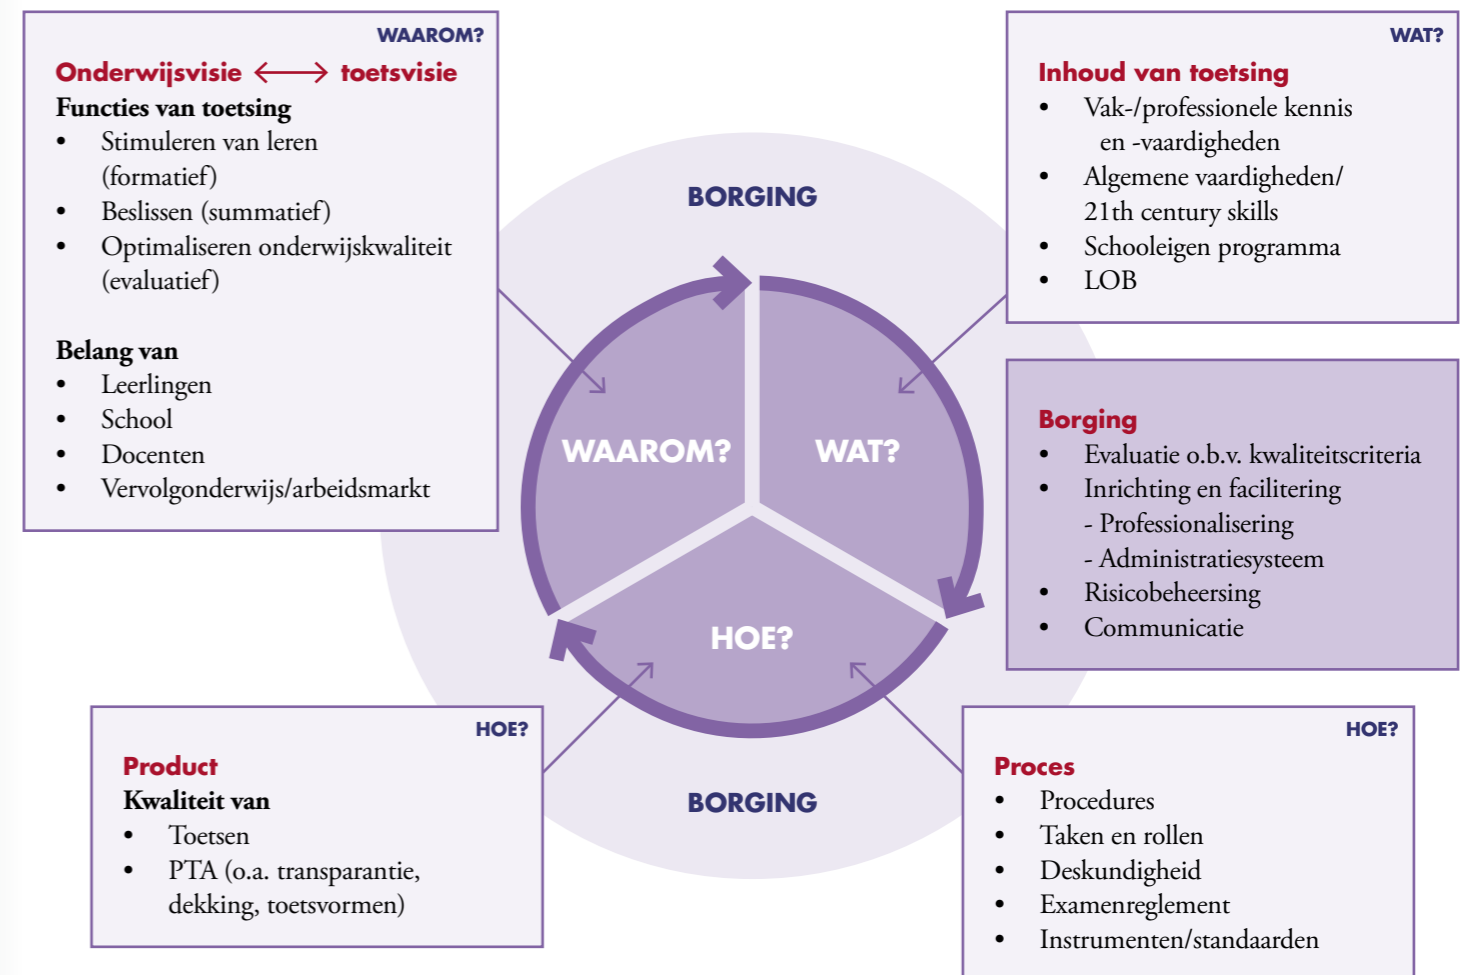 WAAROM?
Onderwijsvisie ⟷ toetsvisie
Functies van toetsing
• Stimuleren van leren
(formatief)
• Beslissen (summatief)
• Optimaliseren onderwijskwaliteit
(evaluatief)
Belang van
• Leerlingen
• School
• Docenten
• Vervolgonderwijs/arbeidsmarkt
WAT?
Inhoud van toetsing
• Vak-/professionele kennis
en -vaardigheden
• Algemene vaardigheden/
21th century skills
• Schooleigen programma
• LOB
BORGING
WAAROM?
WAT?
HOE?
BORGING
Borging
• Evaluatie o.b.v. kwaliteitscriteria
• Inrichting en facilitering
- Professionalisering
- Administratiesysteem
• Risicobeheersing
• Communicatie
HOE?
Product
Kwaliteit van
• Toetsen
• PTA (o.a. transparantie,
dekking, toetsvormen)
HOE?
Proces
• Procedures
• Taken en rollen
• Deskundigheid
• Examenreglement
• Instrumenten/standaarden